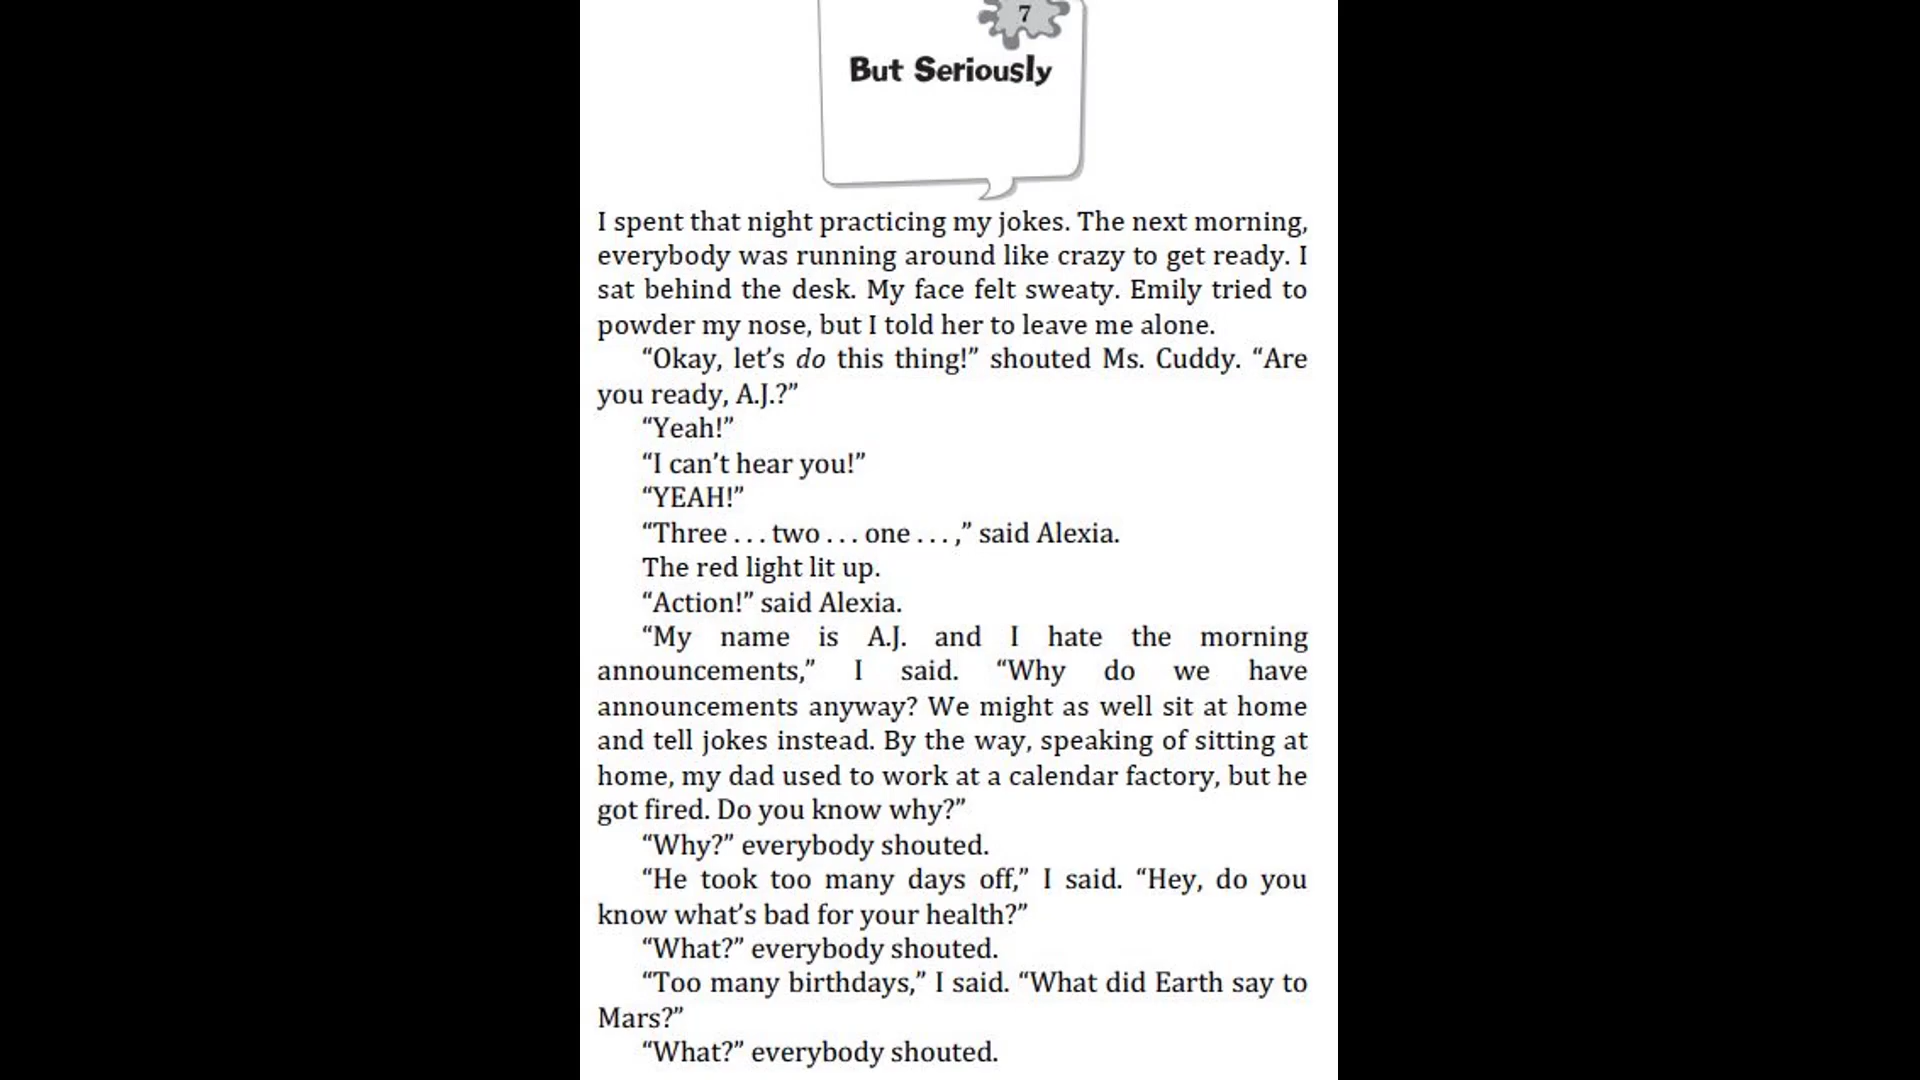 7
But Seriously
I spent that night practicing my jokes. The next morning,
everybody was running around like crazy to get ready. I
sat behind the desk. My face felt sweaty. Emily tried to
powder my nose, but I told her to leave me alone.
“Okay, let’s do this thing!” shouted Ms. Cuddy. “Are
you ready, A.J.?”
“Yeah!”
“I can’t hear you!”
“YEAH!”
“Three . . . two . . . one . . . ,” said Alexia.
The red light lit up.
“Action!” said Alexia.
“My name is A.J. and I hate the morning
announcements,” I said. “Why do we have
announcements anyway? We might as well sit at home
and tell jokes instead. By the way, speaking of sitting at
home, my dad used to work at a calendar factory, but he
got fired. Do you know why?”
“Why?” everybody shouted.
“He took too many days off,” I said. “Hey, do you
know what’s bad for your health?”
“What?” everybody shouted.
“Too many birthdays,” I said. “What did Earth say to
Mars?”
“What?” everybody shouted.